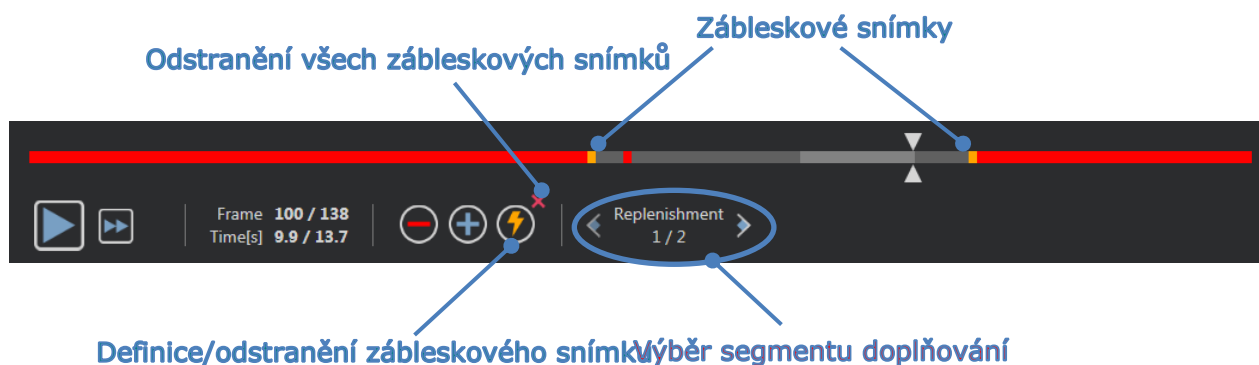 Zábleskové snímky
Odstranění všech zábleskových snímků
Frame 100 / 138
Time[s] 9.9 / 13.7
Replenishment
1 / 2
Definice/odstranění zábleskového snímku
Výběr segmentu doplňování